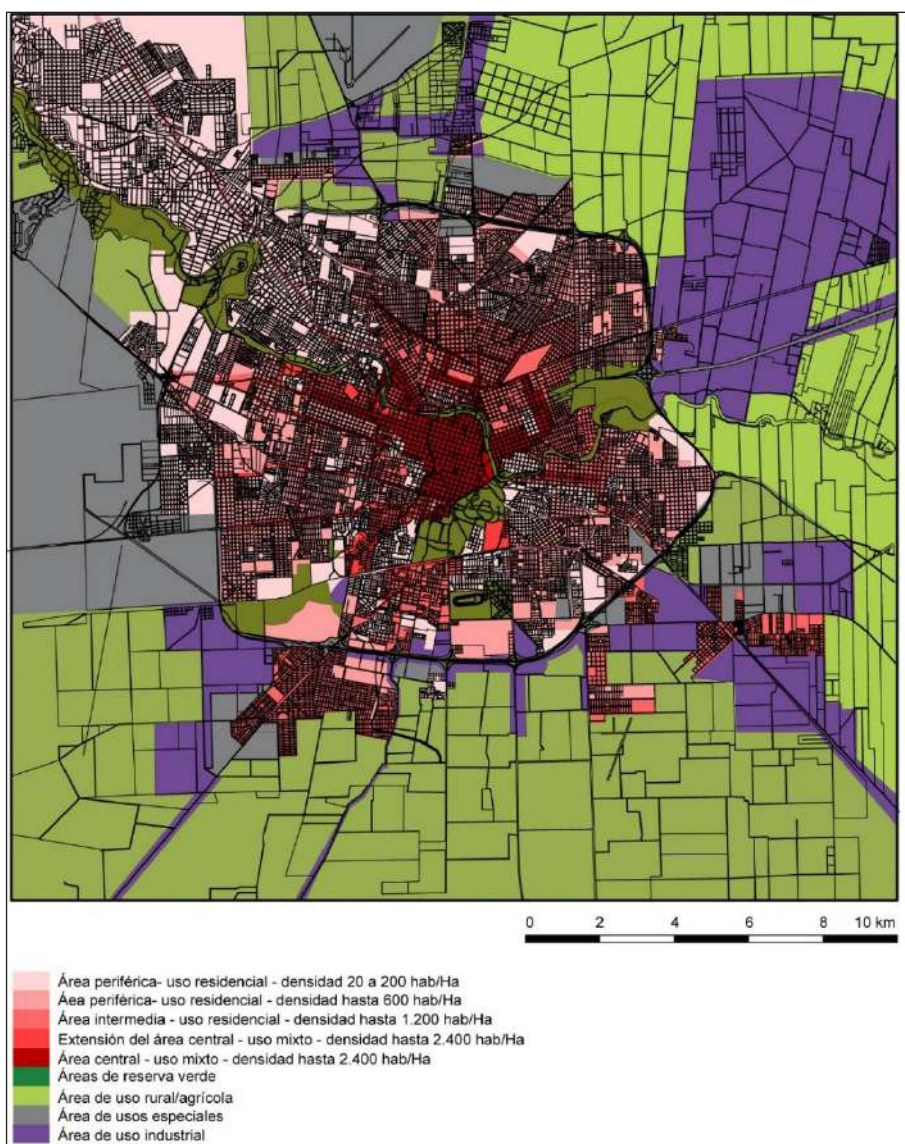 0 2 4 6 8 10 km
Área periférica- uso residencial - densidad 20 a 200 hab/Ha
Áea periférica- uso residencial - densidad hasta 600 hab/Ha
Área intermedia - uso residencial - densidad hasta 1.200 hab/Ha
Extensión del área central - uso mixto - densidad hasta 2.400 hab/Ha
Área central - uso mixto - densidad hasta 2.400 hab/Ha
Áreas de reserva verde
Área de uso rural/agrícola
Área de usos especiales
Área de uso industrial